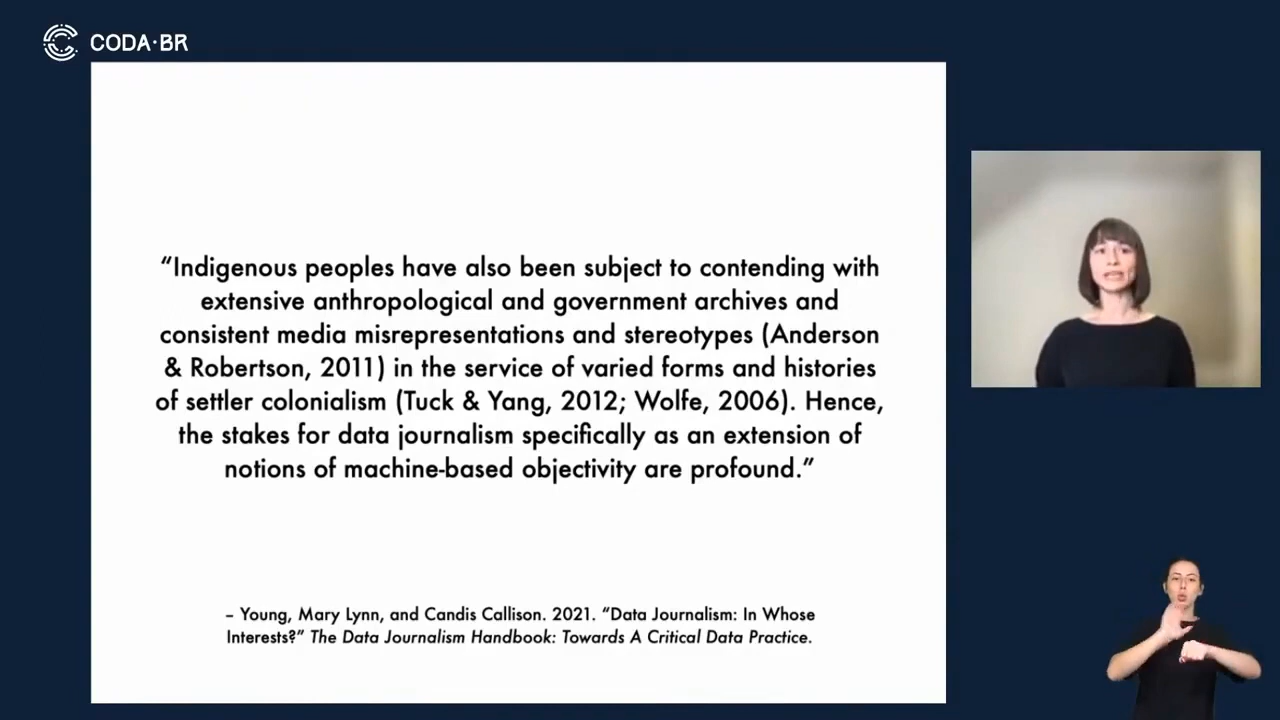 CODA·BR
“Indigenous peoples have also been subject to contending with
extensive anthropological and government archives and
consistent media misrepresentations and stereotypes (Anderson
& Robertson, 2011) in the service of varied forms and histories
of settler colonialism (Tuck & Yang, 2012; Wolfe, 2006). Hence,
the stakes for data journalism specifically as an extension of
notions of machine-based objectivity are profound.”
– Young, Mary Lynn, and Candis Callison. 2021. “Data Journalism: In Whose
Interests?” The Data Journalism Handbook: Towards A Critical Data Practice.